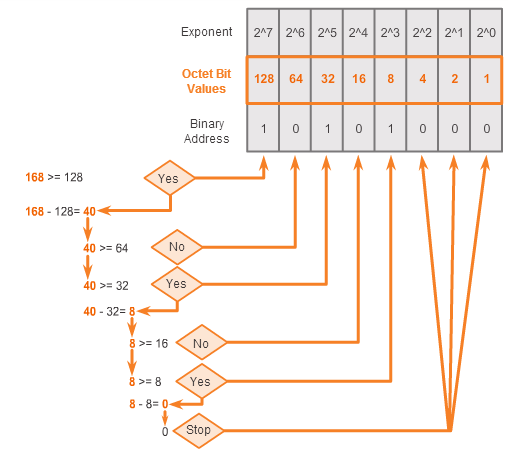 Exponent 2^7 2^6 2^5 2^4 2^3 2^2 2^1 2^0
Octet Bit Values 128 64 32 16 8 4 2 1
Binary Address 1 0 1 0 1 0 0 0
168 >= 128 Yes
168 - 128= 40
40 >= 64 No
40 >= 32 Yes
40 - 32= 8
8 >= 16 No
8 >= 8 Yes
8 - 8= 0
0 Stop